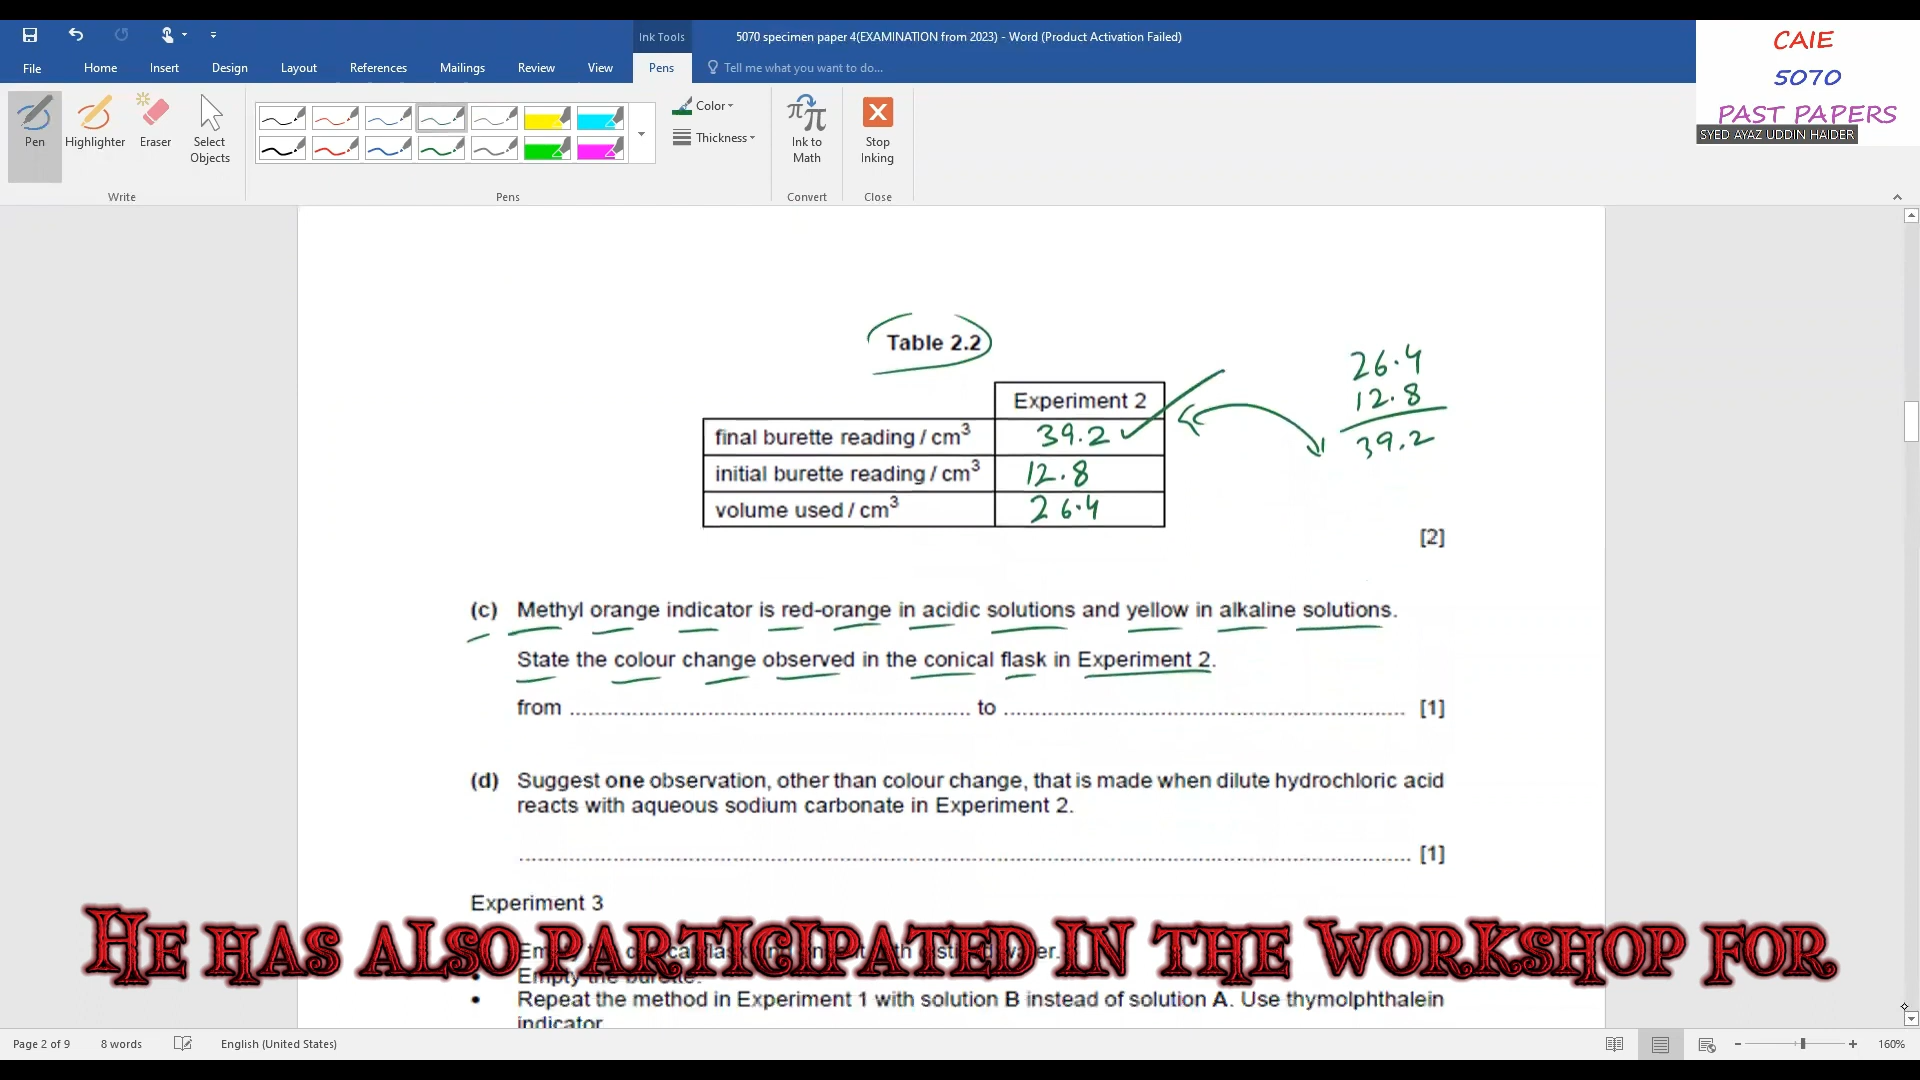 Ink Tools
5070 specimen paper 4(EXAMINATION from 2023) - Word (Product Activation Failed)
CAIE
5070
PAST PAPERS
SYED AYAZ UDDIN HAIDER
File Home Insert Design Layout References Mailings Review View Pens Tell me what you want to do...
Pen Highlighter Eraser Select Objects
Color
Thickness
Ink to Math
Stop Inking
Write Pens Convert Close
Table 2.2
Experiment 2
final burette reading / cm³ 39.2
initial burette reading / cm³ 12.8
volume used / cm³ 26.4
26.4
12.8
39.2
[2]
(c) Methyl orange indicator is red-orange in acidic solutions and yellow in alkaline solutions.
State the colour change observed in the conical flask in Experiment 2.
from ........................ to ........................ [1]
(d) Suggest one observation, other than colour change, that is made when dilute hydrochloric acid
reacts with aqueous sodium carbonate in Experiment 2.
........................ [1]
Experiment 3
He has also participated in the workshop for
• Empty the burette.
• Repeat the method in Experiment 1 with solution B instead of solution A. Use thymolphthalein
indicator
Page 2 of 9 8 words English (United States) 160%